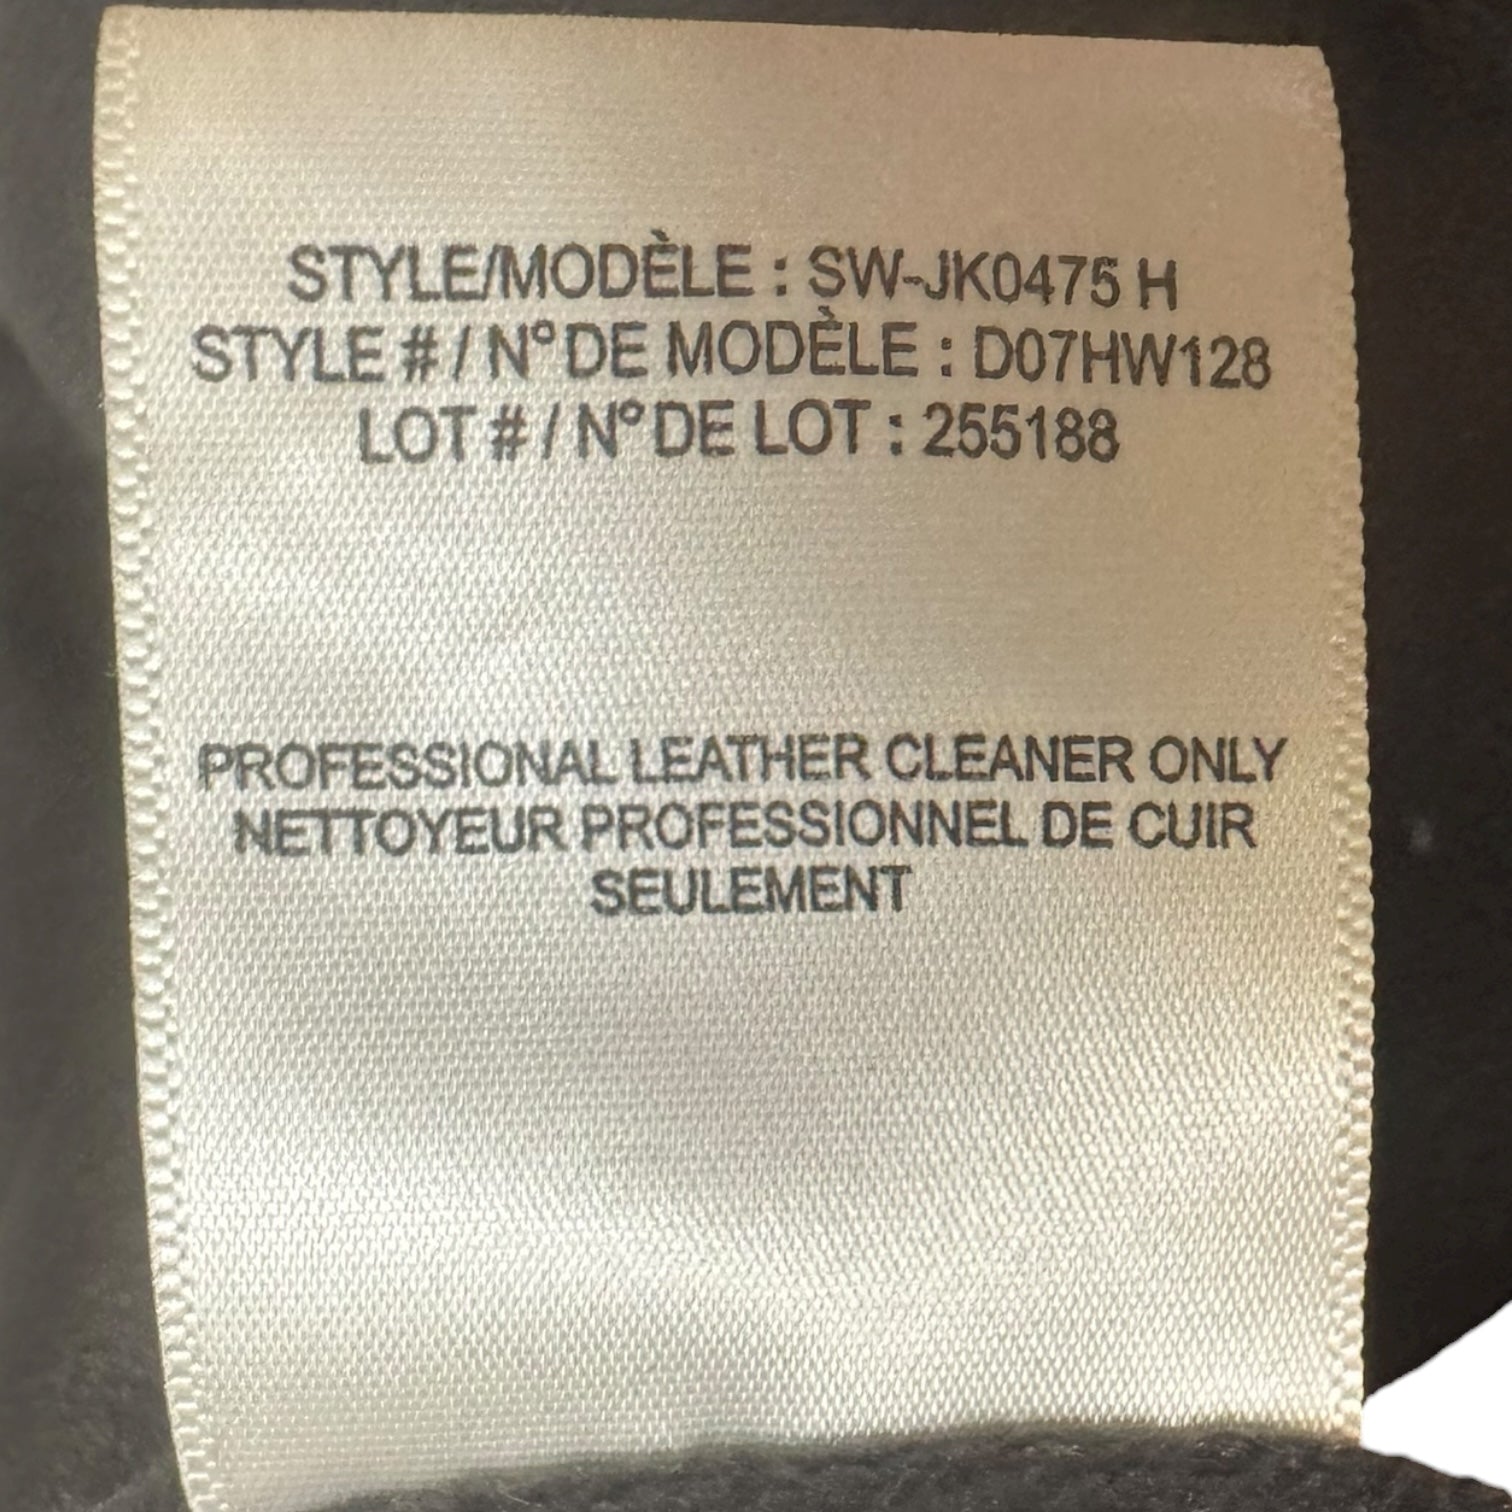 STYLE/MODÈLE : SW-JK0475 H
STYLE # / N° DE MODÈLE : D07HW128
LOT # / N° DE LOT : 255188
PROFESSIONAL LEATHER CLEANER ONLY
NETTOYEUR PROFESSIONNEL DE CUIR
SEULEMENT